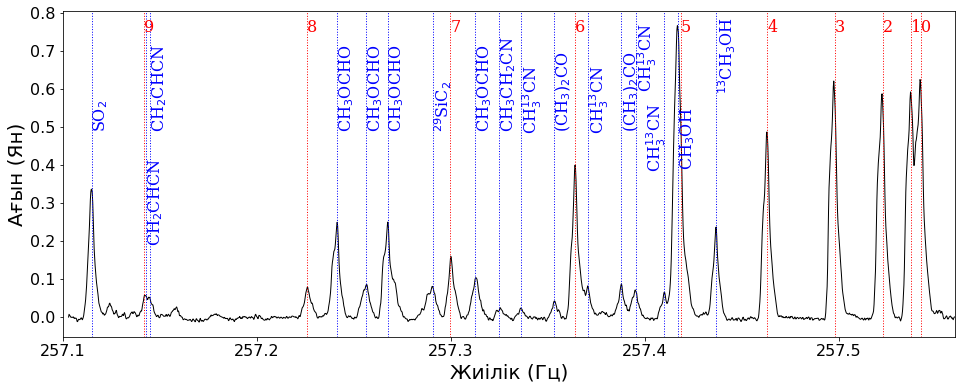 9 8 7 6 5 4 3 2 1 0
SO₂
CH₂CHCN
CH₂CHCN
CH₃OCHO
CH₃OCHO
CH₃OCHO
²⁹SiC₂
CH₃OCHO
CH₃CH₂CN
CH₃¹³CN
(CH₃)₂CO
CH₃¹³CN
(CH₃)₂CO
CH₃¹³CN
CH₃¹³CN
CH₃OH
¹³CH₃OH
Ағын (Ян)
0.8
0.7
0.6
0.5
0.4
0.3
0.2
0.1
0.0
257.1 257.2 257.3 257.4 257.5
Жиілік (Гц)